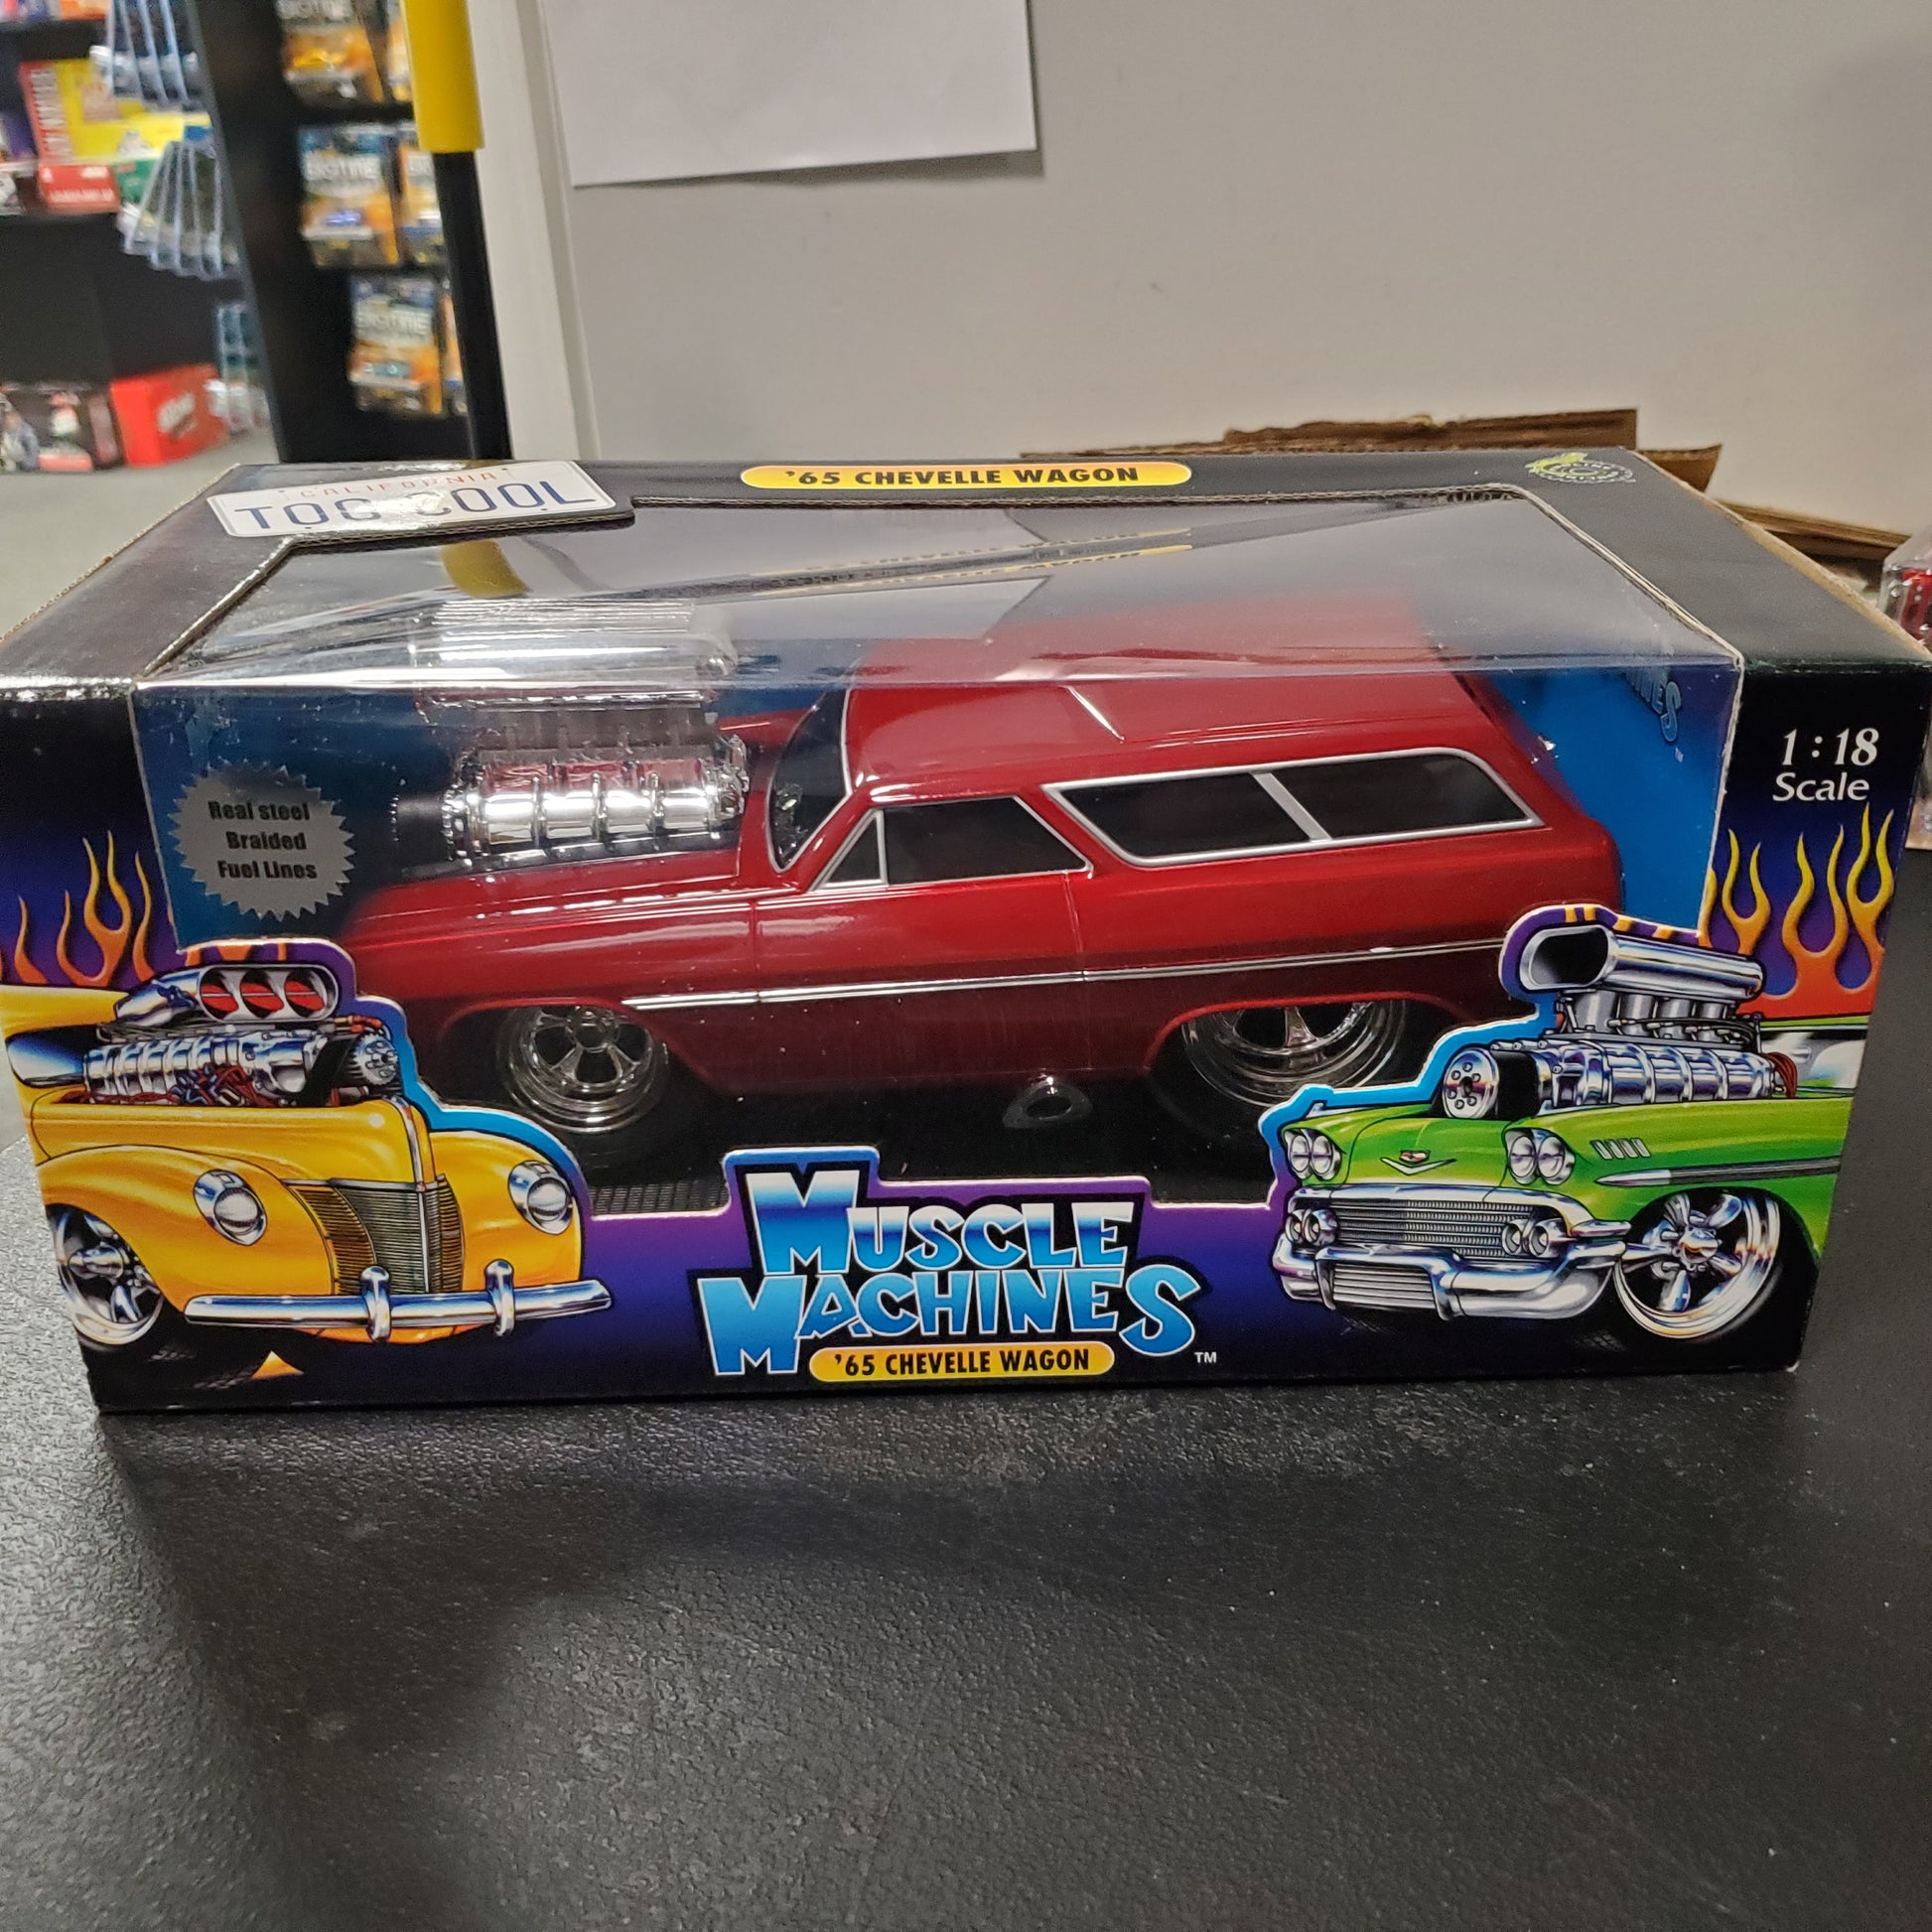 CALIFORNIA
TOO COOL
'65 CHEVELLE WAGON
1:18
Scale
Real steel
Braided
Fuel Lines
MUSCLE
MACHINES
'65 CHEVELLE WAGON
TM